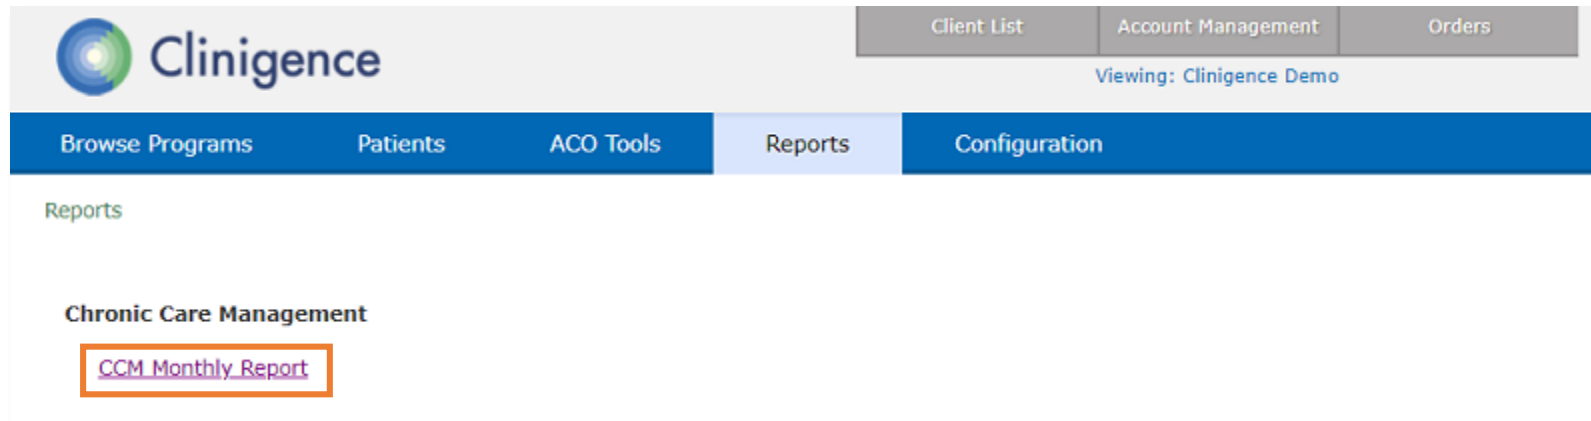 Clinigence
Client List
Account Management
Orders
Viewing: Clinigence Demo
Browse Programs
Patients
ACO Tools
Reports
Configuration
Reports
Chronic Care Management
CCM Monthly Report